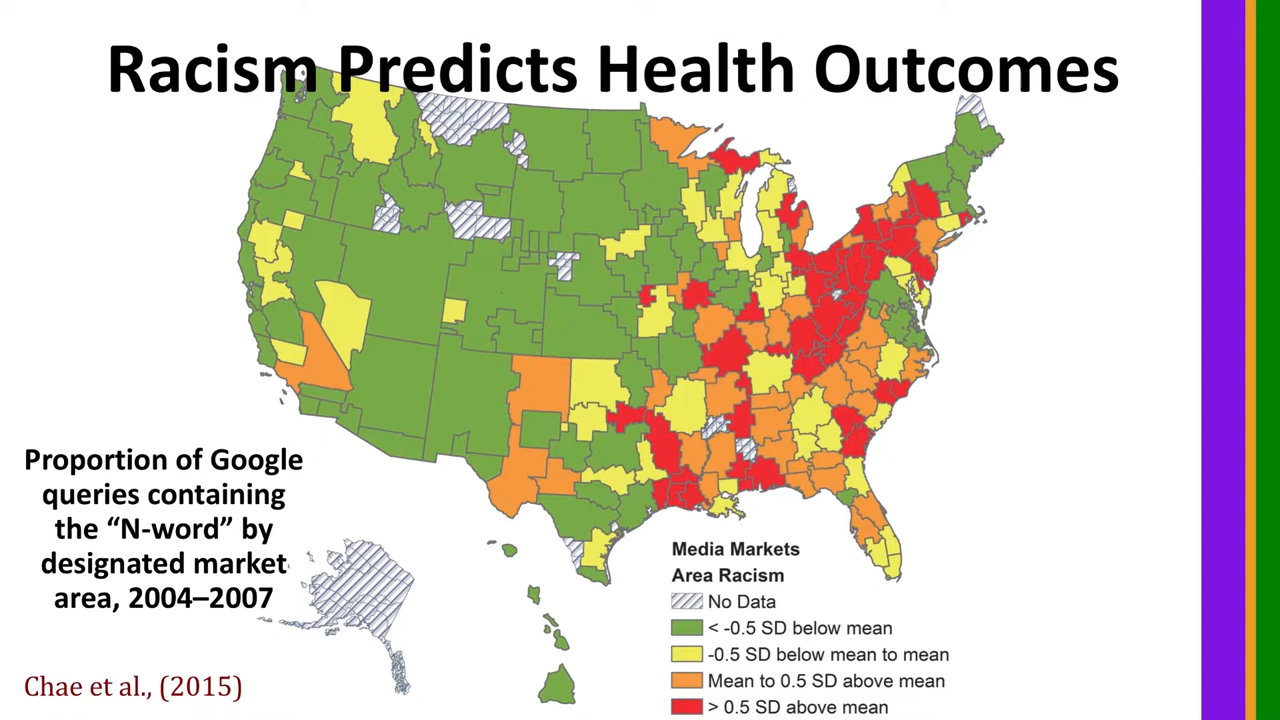 Racism Predicts Health Outcomes
Proportion of Google
queries containing
the “N-word” by
designated market
area, 2004–2007
Chae et al., (2015)
Media Markets
Area Racism
No Data
< -0.5 SD below mean
-0.5 SD below mean to mean
Mean to 0.5 SD above mean
> 0.5 SD above mean